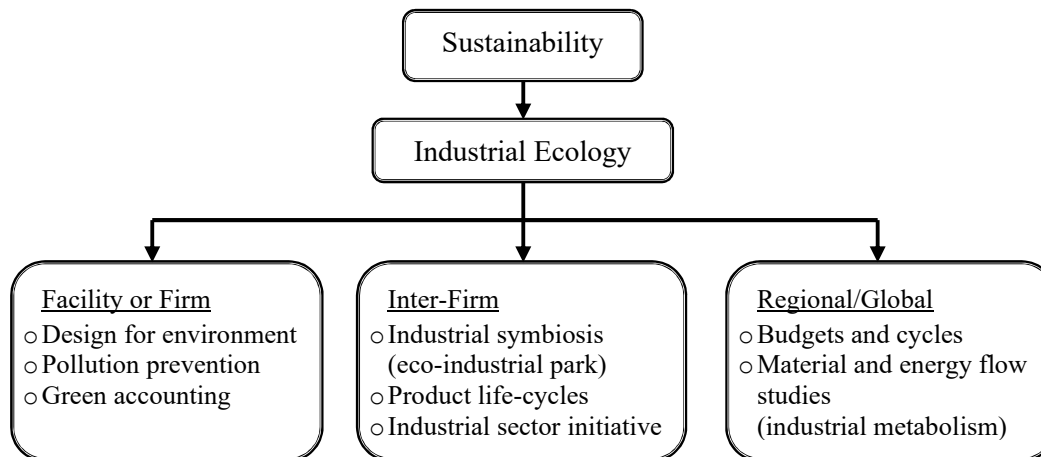 Sustainability
Industrial Ecology
Facility or Firm
○ Design for environment
○ Pollution prevention
○ Green accounting
Inter-Firm
○ Industrial symbiosis
(eco-industrial park)
○ Product life-cycles
○ Industrial sector initiative
Regional/Global
○ Budgets and cycles
○ Material and energy flow
studies
(industrial metabolism)